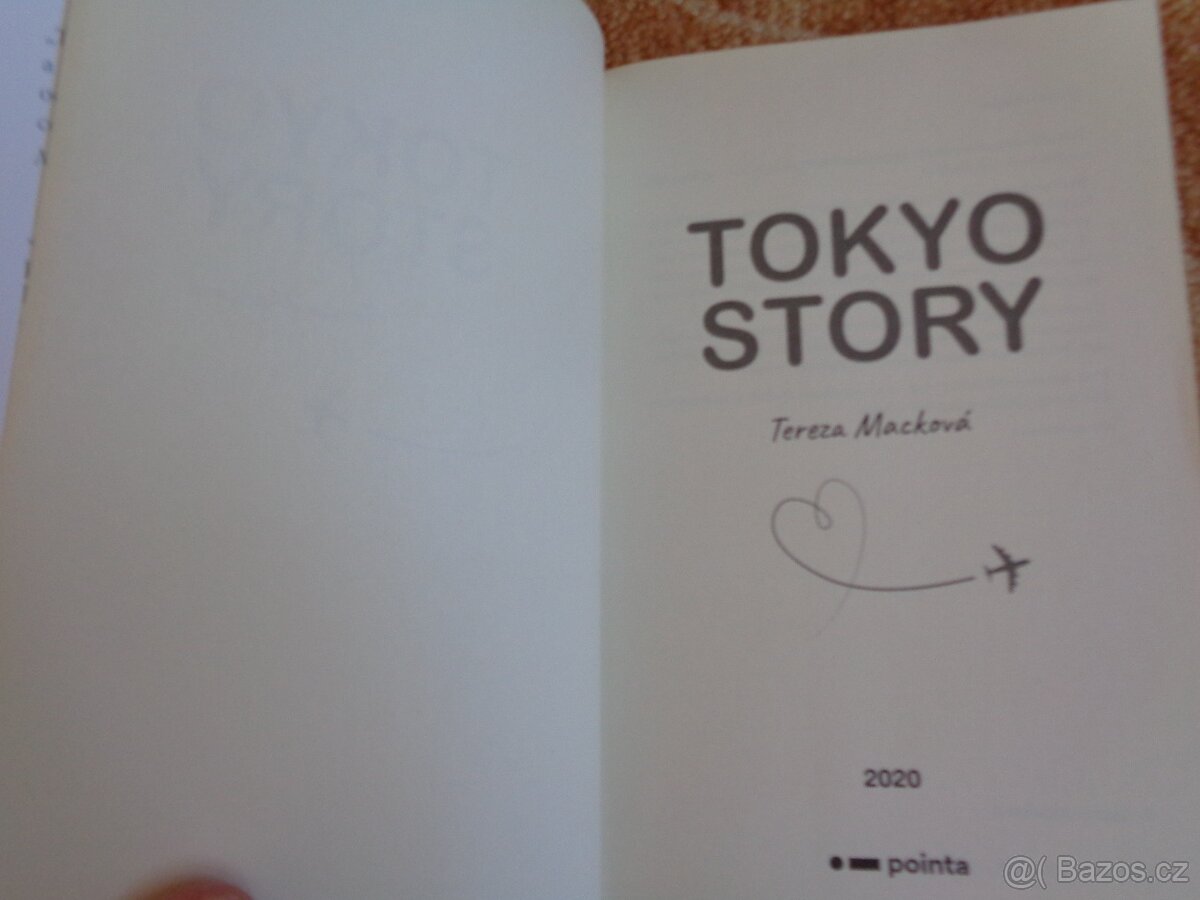 TOKYO
STORY
Tereza Macková
2020
pointa
@( Bazos.cz